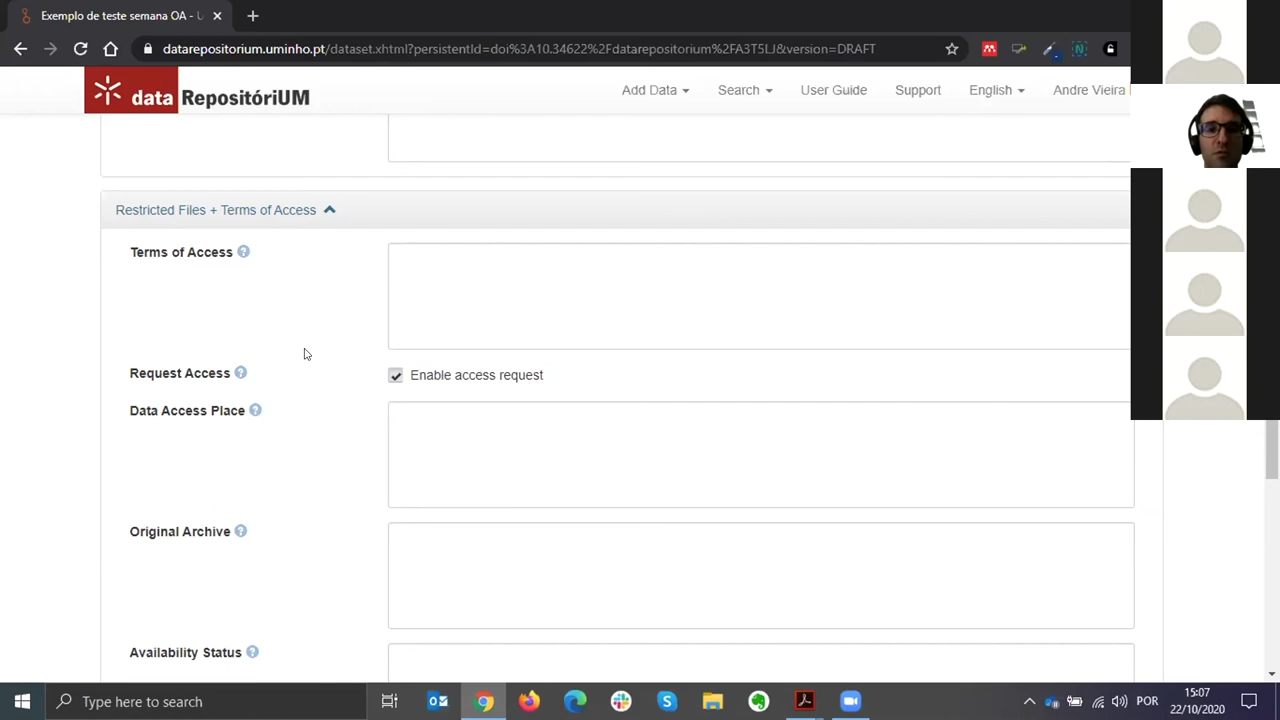 Exemplo de teste semana OA - U
datarepositorium.uminho.pt/dataset.xhtml?persistentId=doi%3A10.34622%2Fdatarepositorium%2FA3T5LJ&version=DRAFT
data RepositóriUM
Add Data
Search
User Guide
Support
English
Andre Vieira
Restricted Files + Terms of Access
Terms of Access
Request Access
Enable access request
Data Access Place
Original Archive
Availability Status
Type here to search
POR
15:07
22/10/2020